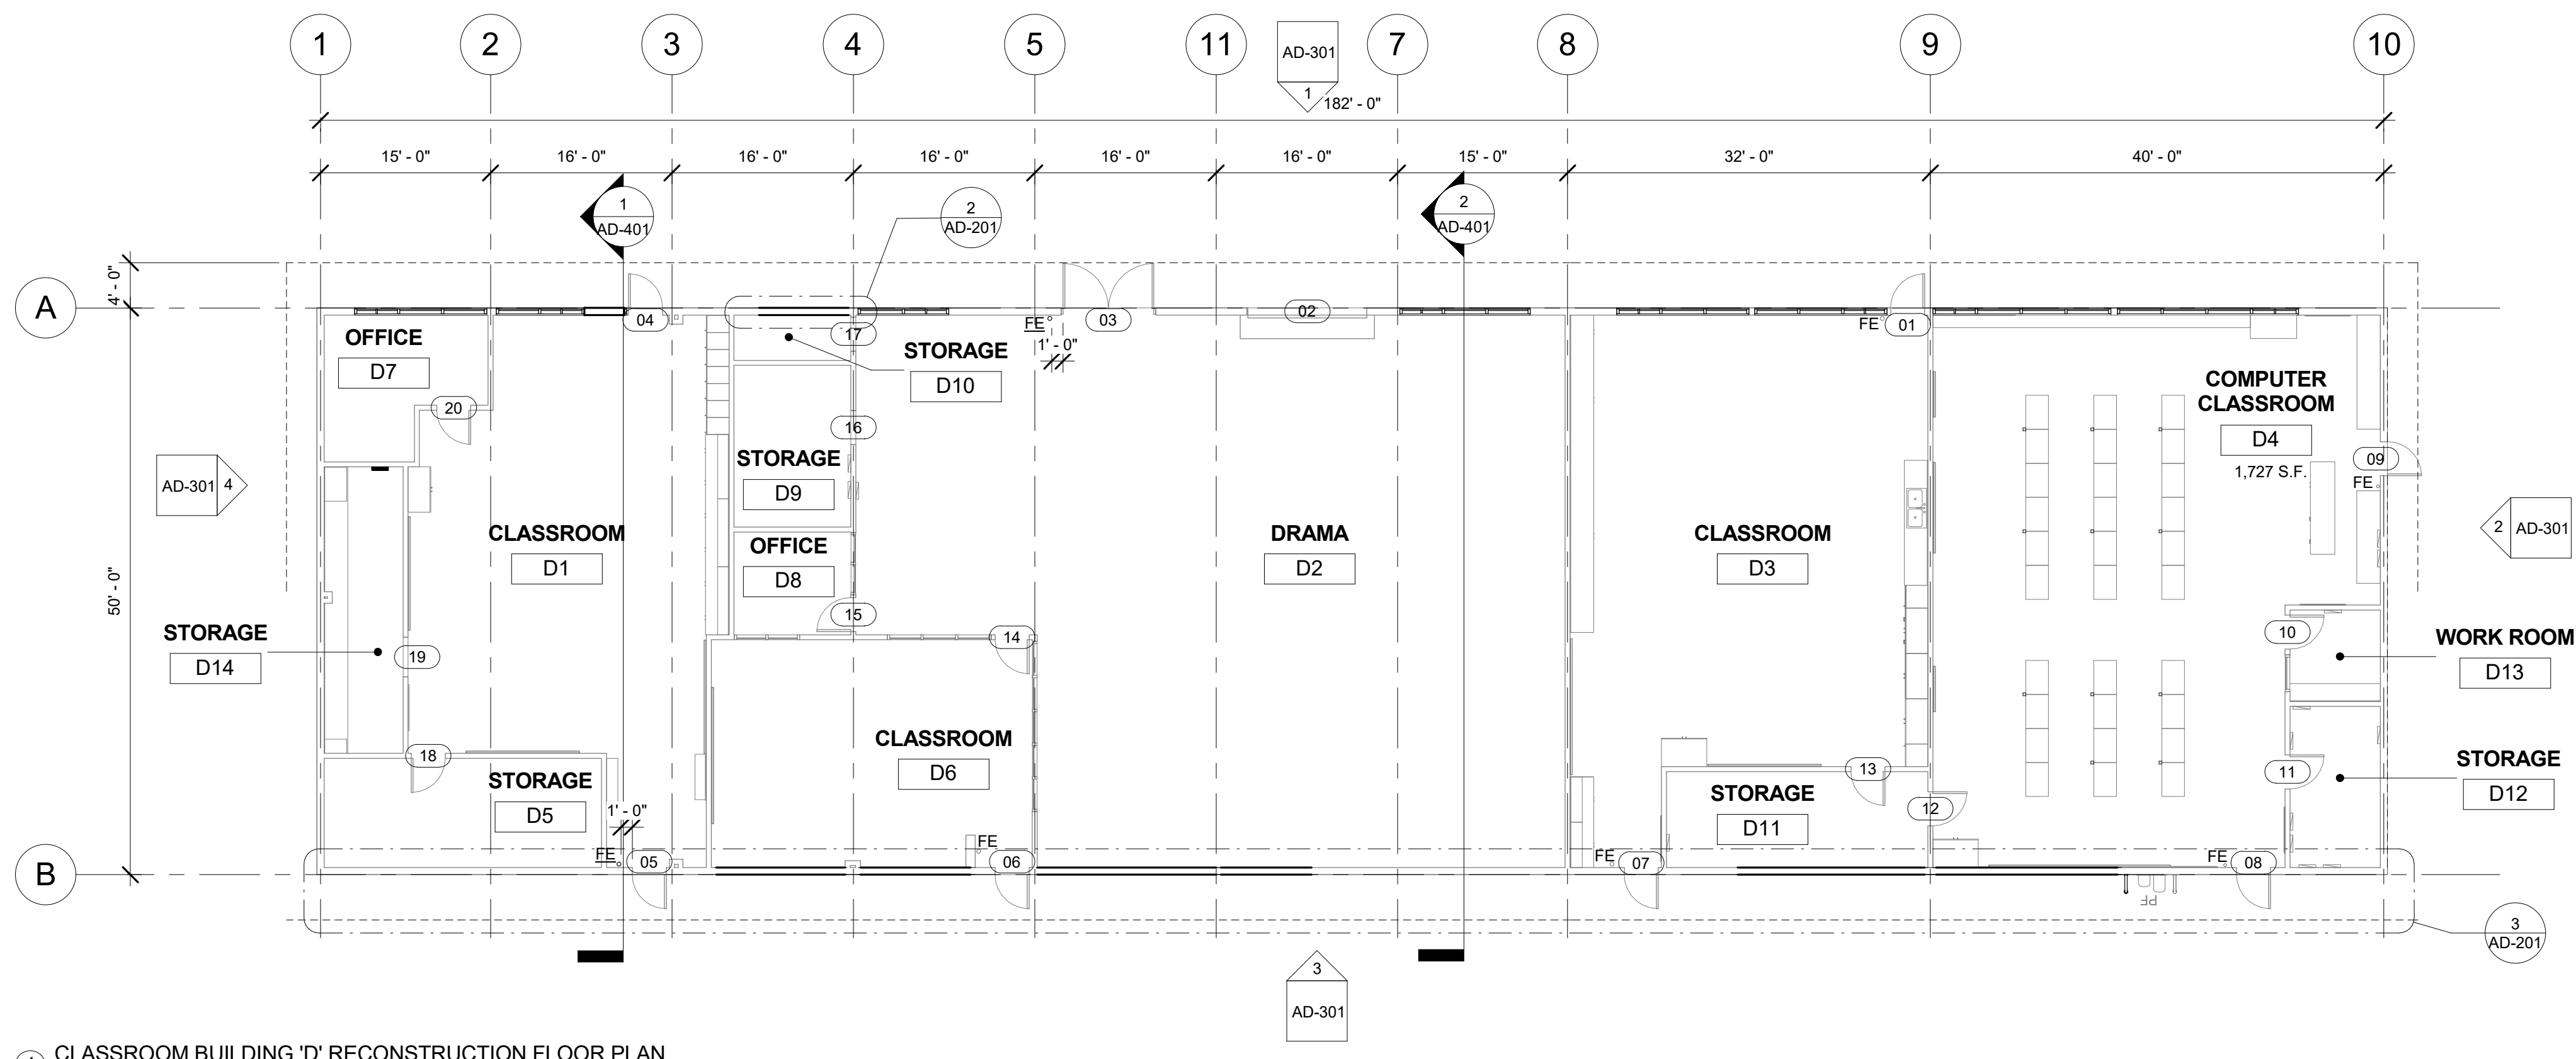 1 2 3 4 5 11 7 8 9 10
AD-301
1
182' - 0"
15' - 0" 16' - 0" 16' - 0" 16' - 0" 16' - 0" 16' - 0" 15' - 0" 32' - 0" 40' - 0"
1
AD-401
2
AD-201
2
AD-401
4' - 0"
A
04
17
FE
03
02
FE
01
1' - 0"
OFFICE
D7
STORAGE
D10
20
16
COMPUTER
CLASSROOM
D4
1,727 S.F.
09
FE
STORAGE
D9
AD-301 4
2 AD-301
CLASSROOM
D1
OFFICE
D8
DRAMA
D2
CLASSROOM
D3
50' - 0"
15
14
10
STORAGE
D14
19
WORK ROOM
D13
18
CLASSROOM
D6
13
11
STORAGE
D12
STORAGE
D5
1' - 0"
STORAGE
D11
12
B
FE
05
FE
06
FE
07
FE
08
PF
3
AD-201
3
AD-301
CLASSROOM BUILDING 'D' RECONSTRUCTION FLOOR PLAN